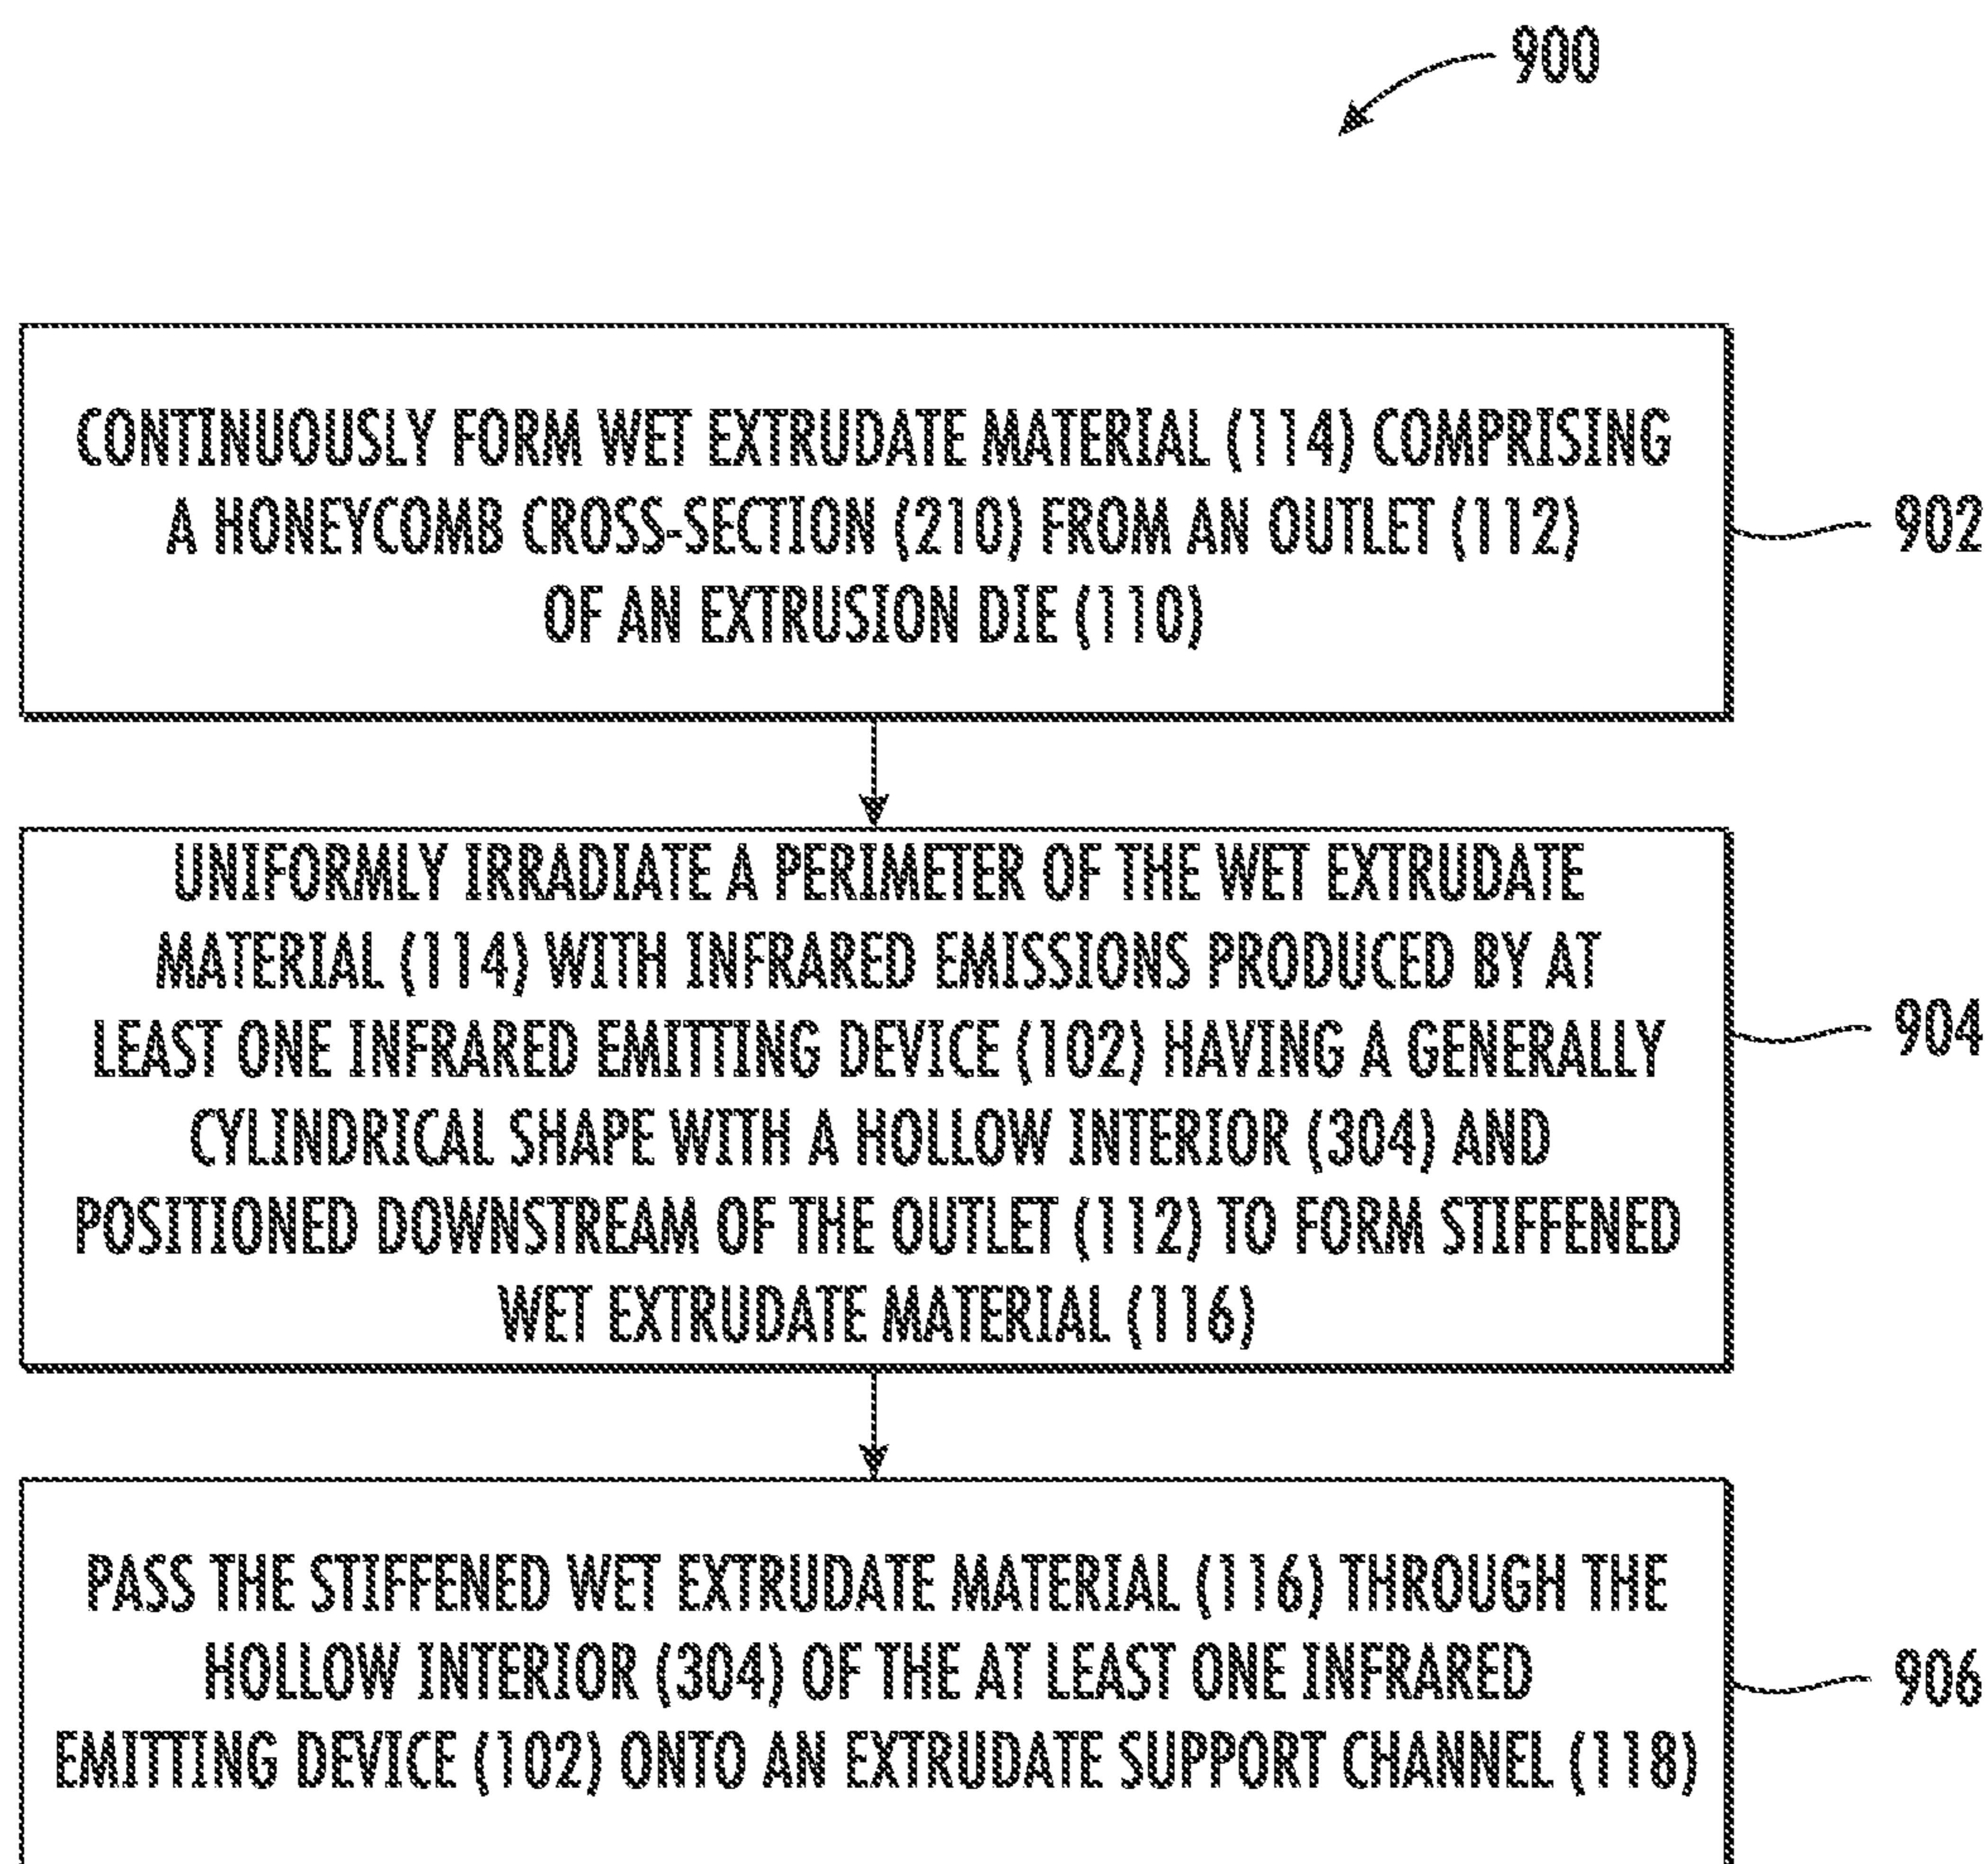 900
CONTINUOUSLY FORM WET EXTRUDATE MATERIAL (114) COMPRISING
A HONEYCOMB CROSS-SECTION (210) FROM AN OUTLET (112)
OF AN EXTRUSION DIE (110)
902
UNIFORMLY IRRADIATE A PERIMETER OF THE WET EXTRUDATE
MATERIAL (114) WITH INFRARED EMISSIONS PRODUCED BY AT
LEAST ONE INFRARED EMITTING DEVICE (102) HAVING A GENERALLY
CYLINDRICAL SHAPE WITH A HOLLOW INTERIOR (304) AND
POSITIONED DOWNSTREAM OF THE OUTLET (112) TO FORM STIFFENED
WET EXTRUDATE MATERIAL (116)
904
PASS THE STIFFENED WET EXTRUDATE MATERIAL (116) THROUGH THE
HOLLOW INTERIOR (304) OF THE AT LEAST ONE INFRARED
EMITTING DEVICE (102) ONTO AN EXTRUDATE SUPPORT CHANNEL (118)
906